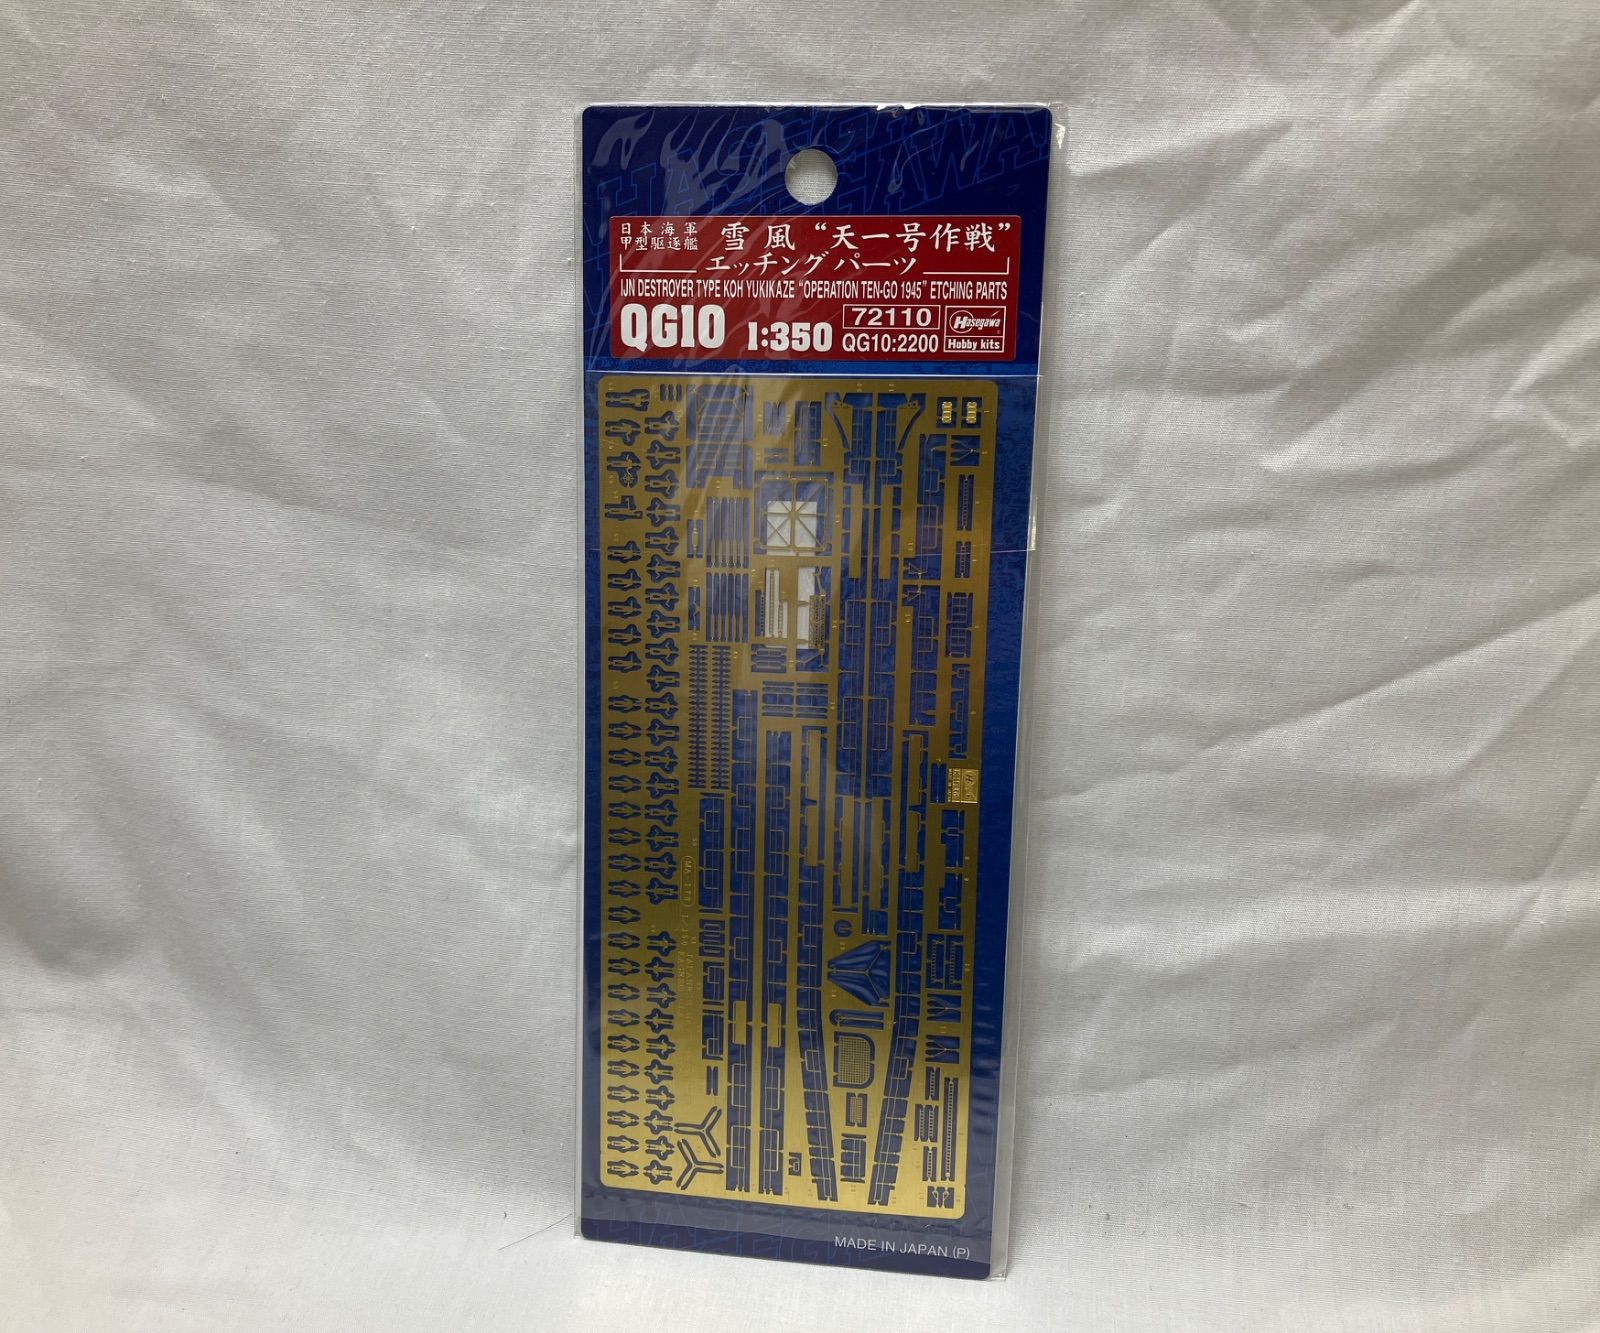 HASEGAWA
日本海軍
甲型駆逐艦
雪風“天一号作戦”
エッチングパーツ
IJN DESTROYER TYPE KOH YUKIKAZE “OPERATION TEN-GO 1945” ETCHING PARTS
QG10 1:350
72110
QG10:2200
Hasegawa
Hobby kits
MADE IN JAPAN (P)